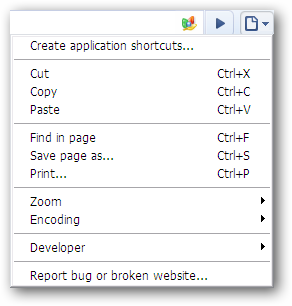 Create application shortcuts...
Cut Ctrl+X
Copy Ctrl+C
Paste Ctrl+V
Find in page Ctrl+F
Save page as... Ctrl+S
Print... Ctrl+P
Zoom
Encoding
Developer
Report bug or broken website...